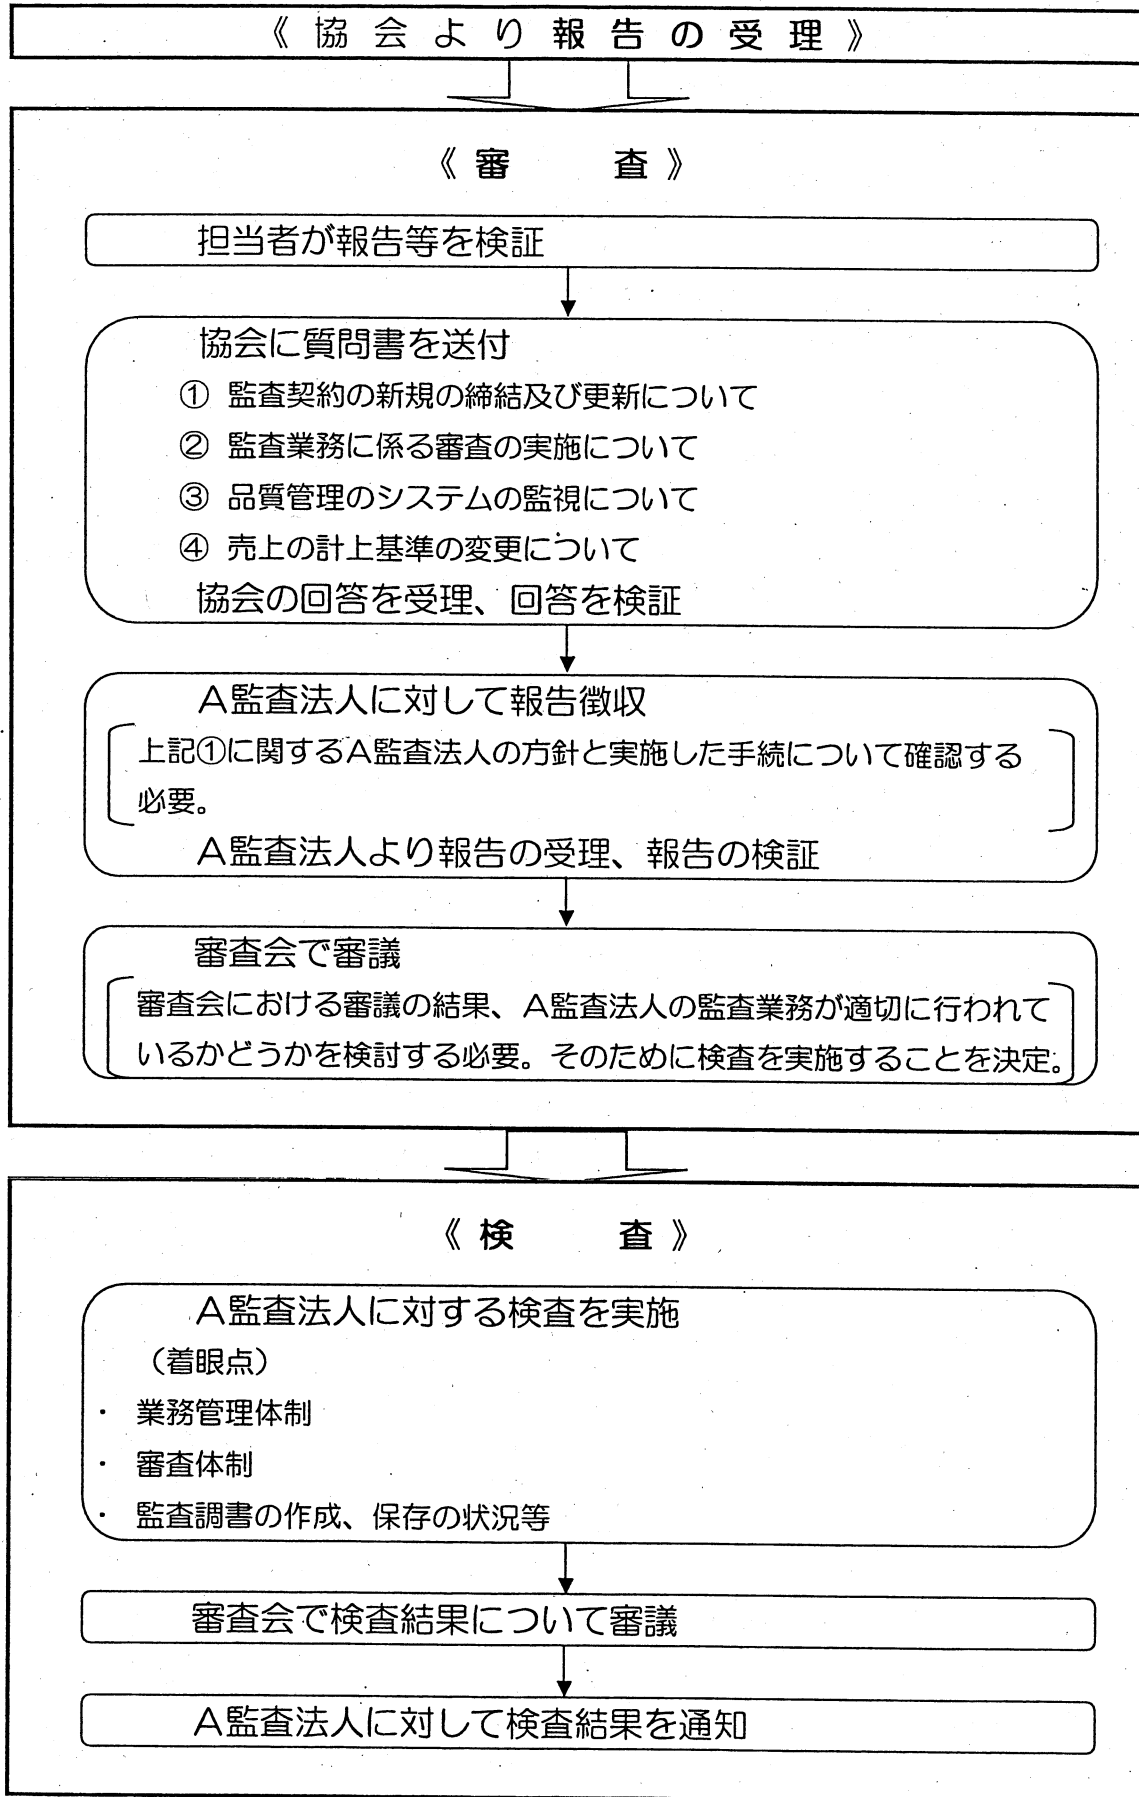 《協会より報告の受理》
《審　　査》
担当者が報告等を検証
協会に質問書を送付
① 監査契約の新規の締結及び更新について
② 監査業務に係る審査の実施について
③ 品質管理のシステムの監視について
④ 売上の計上基準の変更について
協会の回答を受理、回答を検証
A監査法人に対して報告徴収
上記①に関するA監査法人の方針と実施した手続について確認する
必要。
A監査法人より報告の受理、報告の検証
審査会で審議
審査会における審議の結果、A監査法人の監査業務が適切に行われて
いるかどうかを検討する必要。そのために検査を実施することを決定。
《検　　査》
A監査法人に対する検査を実施
（着眼点）
・ 業務管理体制
・ 審査体制
・ 監査調書の作成、保存の状況等
審査会で検査結果について審議
A監査法人に対して検査結果を通知